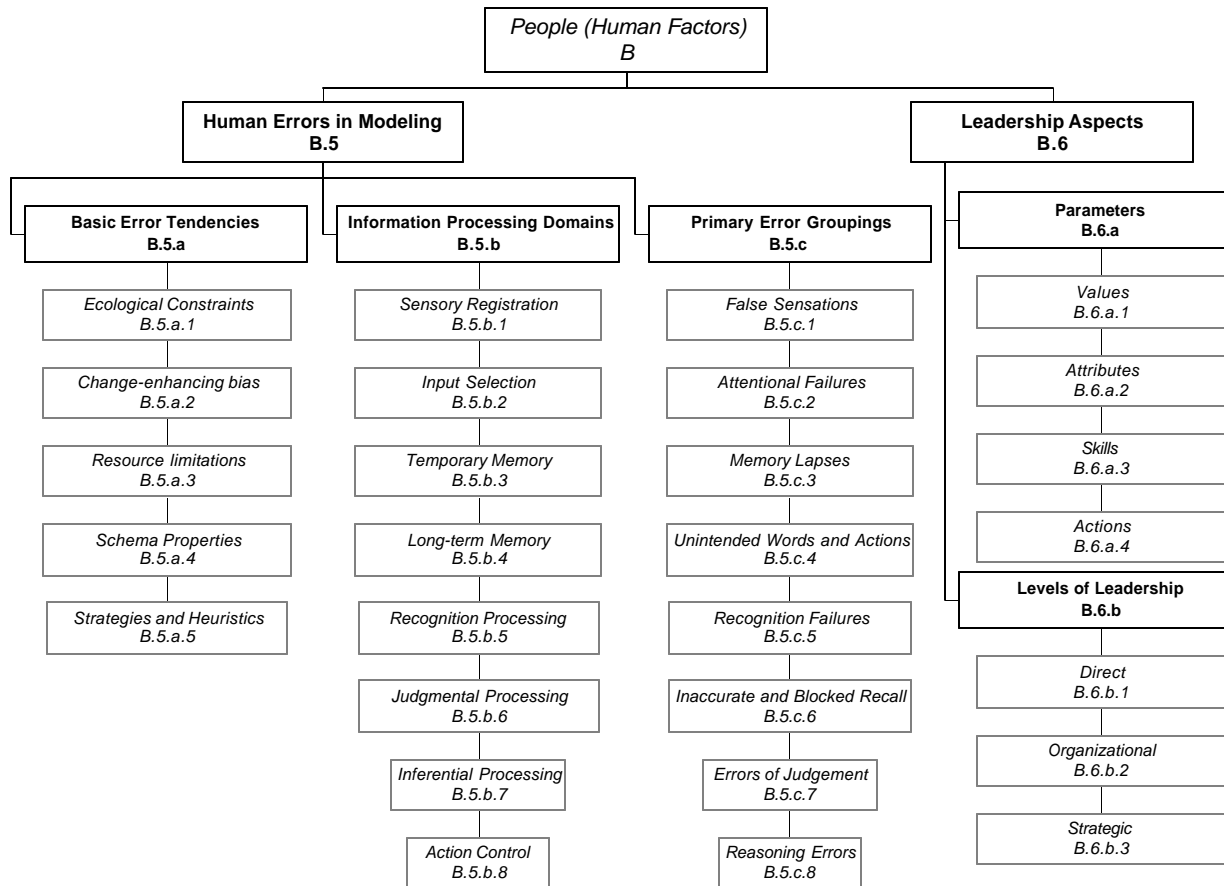 People (Human Factors)
B
Human Errors in Modeling
B.5
Leadership Aspects
B.6
Basic Error Tendencies
B.5.a
Information Processing Domains
B.5.b
Primary Error Groupings
B.5.c
Parameters
B.6.a
Ecological Constraints
B.5.a.1
Change-enhancing bias
B.5.a.2
Resource limitations
B.5.a.3
Schema Properties
B.5.a.4
Strategies and Heuristics
B.5.a.5
Sensory Registration
B.5.b.1
Input Selection
B.5.b.2
Temporary Memory
B.5.b.3
Long-term Memory
B.5.b.4
Recognition Processing
B.5.b.5
Judgmental Processing
B.5.b.6
Inferential Processing
B.5.b.7
Action Control
B.5.b.8
False Sensations
B.5.c.1
Attentional Failures
B.5.c.2
Memory Lapses
B.5.c.3
Unintended Words and Actions
B.5.c.4
Recognition Failures
B.5.c.5
Inaccurate and Blocked Recall
B.5.c.6
Errors of Judgement
B.5.c.7
Reasoning Errors
B.5.c.8
Values
B.6.a.1
Attributes
B.6.a.2
Skills
B.6.a.3
Actions
B.6.a.4
Levels of Leadership
B.6.b
Direct
B.6.b.1
Organizational
B.6.b.2
Strategic
B.6.b.3